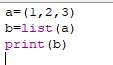 a=(1,2,3)
b=list(a)
print(b)